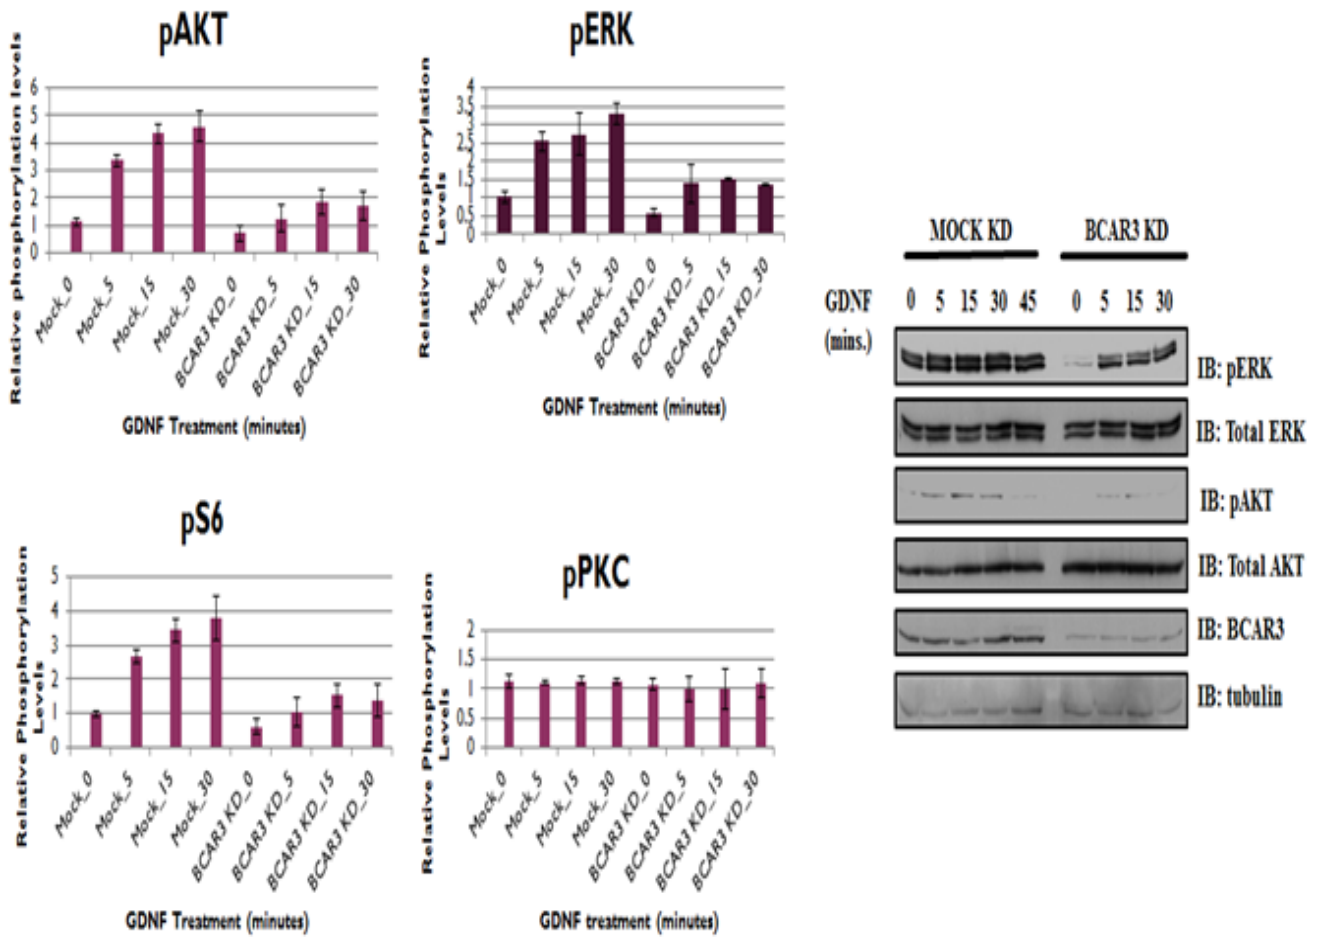 pAKT
Relative phosphorylation levels
6
5
4
3
2
1
0
Mock_0
Mock_5
Mock_15
Mock_30
BCAR3 KD_0
BCAR3 KD_5
BCAR3 KD_15
BCAR3 KD_30
GDNF Treatment (minutes)
pERK
Relative Phosphorylation
Levels
4
3.5
3
2.5
2
1.5
1
0.5
0
Mock_0
Mock_5
Mock_15
Mock_30
BCAR3 KD_0
BCAR3 KD_5
BCAR3 KD_15
BCAR3 KD_30
GDNF Treatment (minutes)
pS6
Relative Phosphorylation
Levels
5
4
3
2
1
0
Mock_0
Mock_5
Mock_15
Mock_30
BCAR3 KD_0
BCAR3 KD_5
BCAR3 KD_15
BCAR3 KD_30
GDNF Treatment (minutes)
pPKC
Relative Phosphorylation
Levels
2
1.5
1
0.5
0
Mock_0
Mock_5
Mock_15
Mock_30
BCAR3 KD_0
BCAR3 KD_5
BCAR3 KD_15
BCAR3 KD_30
GDNF treatment (minutes)
MOCK KD BCAR3 KD
GDNF 0 5 15 30 45 0 5 15 30
(mins.)
IB: pERK
IB: Total ERK
IB: pAKT
IB: Total AKT
IB: BCAR3
IB: tubulin